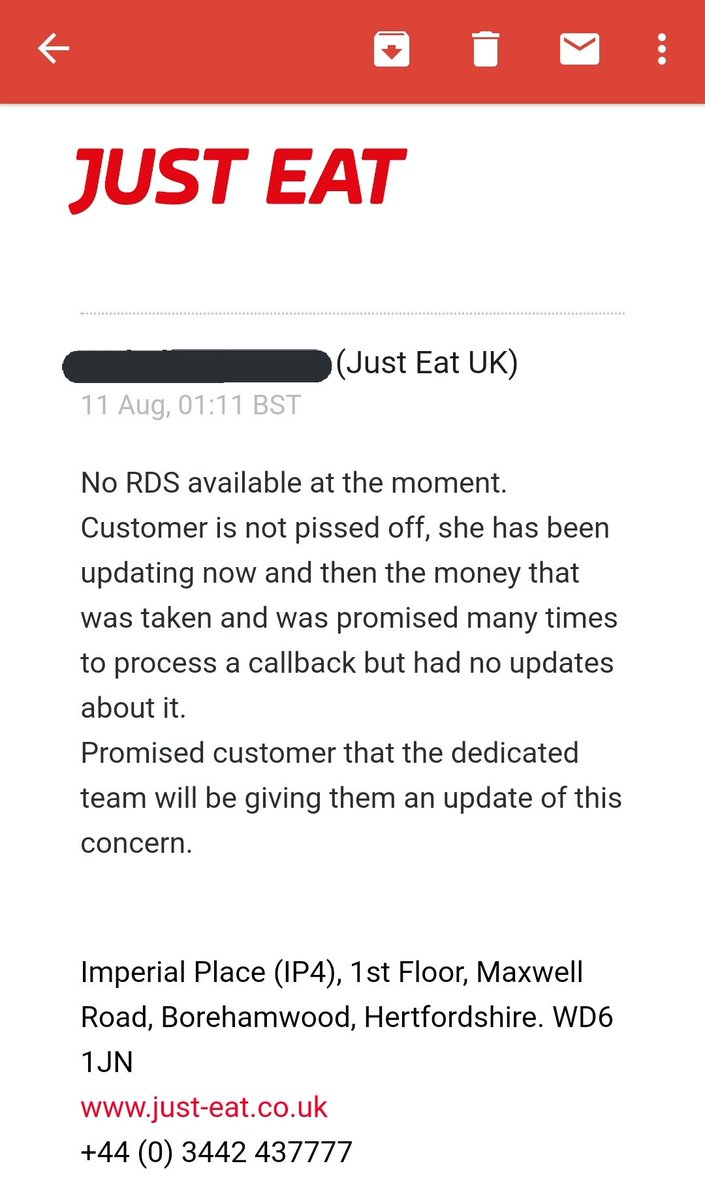 JUST EAT
(Just Eat UK)
11 Aug, 01:11 BST
No RDS available at the moment.
Customer is not pissed off, she has been
updating now and then the money that
was taken and was promised many times
to process a callback but had no updates
about it.
Promised customer that the dedicated
team will be giving them an update of this
concern.
Imperial Place (IP4), 1st Floor, Maxwell
Road, Borehamwood, Hertfordshire. WD6
1JN
www.just-eat.co.uk
+44 (0) 3442 437777